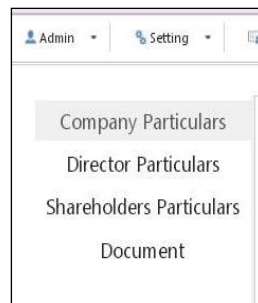 Admin Setting
Company Particulars
Director Particulars
Shareholders Particulars
Document